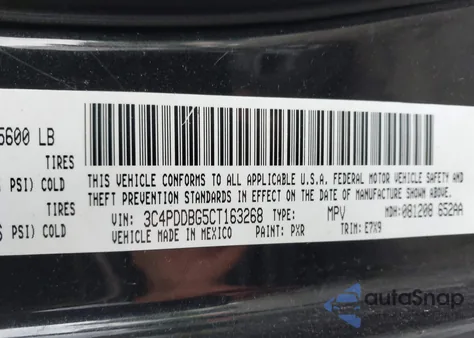 5600 LB
TIRES
PSI) COLD
TIRES
PSI) COLD
THIS VEHICLE CONFORMS TO ALL APPLICABLE U.S.A. FEDERAL MOTOR VEHICLE SAFETY AND
THEFT PREVENTION STANDARDS IN EFFECT ON THE DATE OF MANUFACTURE SHOWN ABOVE.
VIN: 3C4PDDBG5CT163268 TYPE: MPV MDH: 081208 652AA
VEHICLE MADE IN MEXICO PAINT: PXR TRIM: E7X9
autoSnap